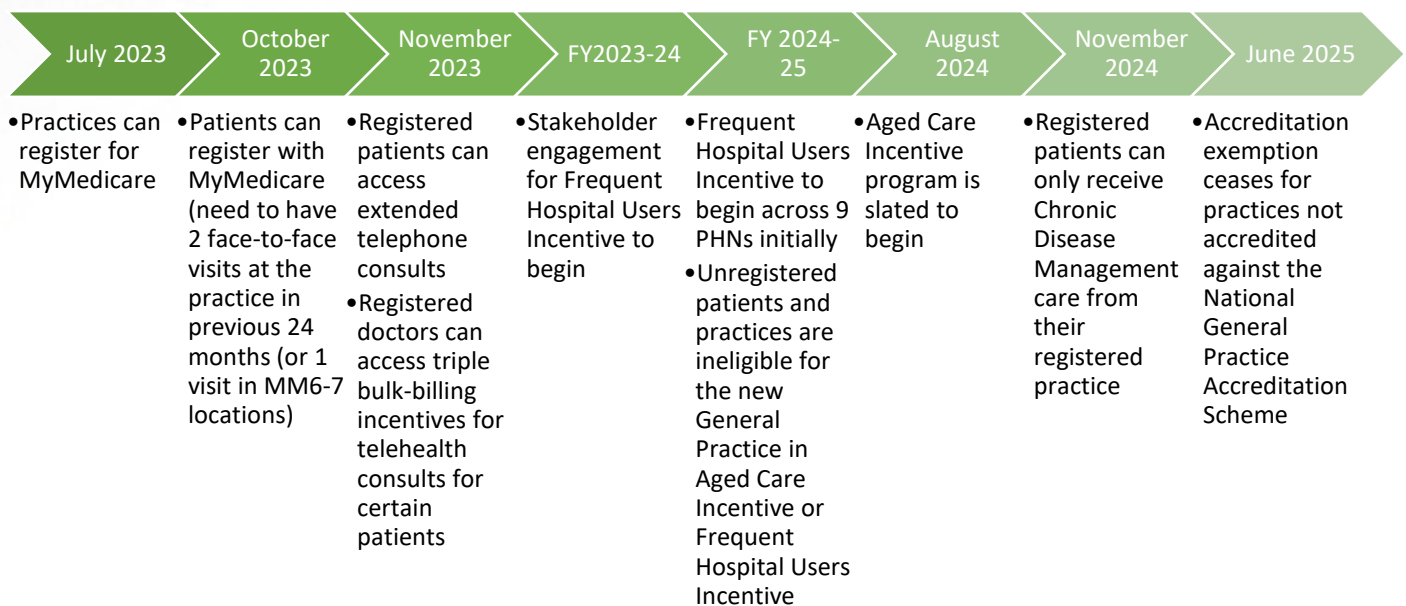 July 2023
October
2023
November
2023
FY2023-24
FY 2024-
25
August
2024
November
2024
June 2025
•Practices can
register for
MyMedicare
•Patients can
register with
MyMedicare
(need to have
2 face-to-face
visits at the
practice in
previous 24
months (or 1
visit in MM6-7
locations)
•Registered
patients can
access
extended
telephone
consults
•Registered
doctors can
access triple
bulk-billing
incentives for
telehealth
consults for
certain
patients
•Stakeholder
engagement
for Frequent
Hospital Users
Incentive to
begin
•Frequent
Hospital Users
Incentive to
begin across 9
PHNs initially
•Unregistered
patients and
practices are
ineligible for
the new
General
Practice in
Aged Care
Incentive or
Frequent
Hospital Users
Incentive
•Aged Care
Incentive
program is
slated to
begin
•Registered
patients can
only receive
Chronic
Disease
Management
care from
their
registered
practice
•Accreditation
exemption
ceases for
practices not
accredited
against the
National
General
Practice
Accreditation
Scheme